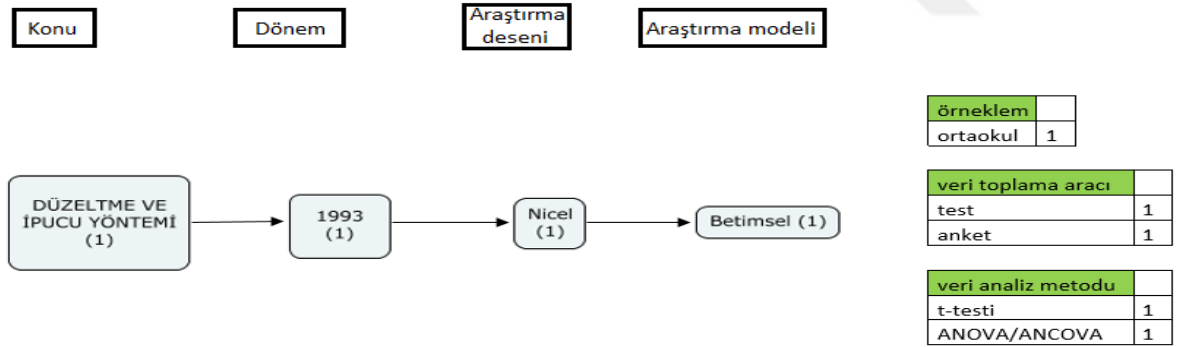 Konu
Dönem
Araştırma
deseni
Araştırma modeli
DÜZELTME VE
İPUCU YÖNTEMİ
(1)
1993
(1)
Nicel
(1)
Betimsel (1)
örneklem
ortaokul 1
veri toplama aracı
test 1
anket 1
veri analiz metodu
t-testi 1
ANOVA/ANCOVA 1